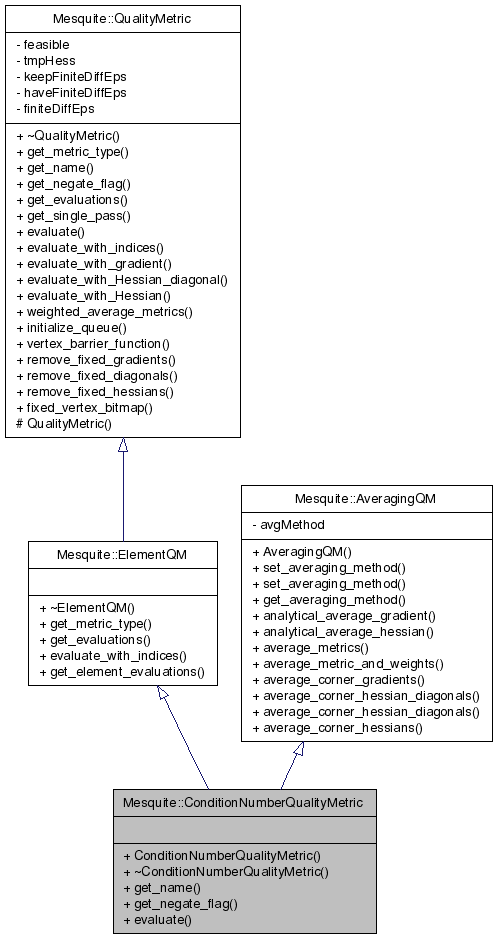 Mesquite::QualityMetric
- feasible
- tmpHess
- keepFiniteDiffEps
- haveFiniteDiffEps
- finiteDiffEps
+ ~QualityMetric()
+ get_metric_type()
+ get_name()
+ get_negate_flag()
+ get_evaluations()
+ get_single_pass()
+ evaluate()
+ evaluate_with_indices()
+ evaluate_with_gradient()
+ evaluate_with_Hessian_diagonal()
+ evaluate_with_Hessian()
+ weighted_average_metrics()
+ initialize_queue()
+ vertex_barrier_function()
+ remove_fixed_gradients()
+ remove_fixed_diagonals()
+ remove_fixed_hessians()
+ fixed_vertex_bitmap()
# QualityMetric()
Mesquite::ElementQM
+ ~ElementQM()
+ get_metric_type()
+ get_evaluations()
+ evaluate_with_indices()
+ get_element_evaluations()
Mesquite::AveragingQM
- avgMethod
+ AveragingQM()
+ set_averaging_method()
+ set_averaging_method()
+ get_averaging_method()
+ analytical_average_gradient()
+ analytical_average_hessian()
+ average_metrics()
+ average_metric_and_weights()
+ average_corner_gradients()
+ average_corner_hessian_diagonals()
+ average_corner_hessian_diagonals()
+ average_corner_hessians()
Mesquite::ConditionNumberQualityMetric
+ ConditionNumberQualityMetric()
+ ~ConditionNumberQualityMetric()
+ get_name()
+ get_negate_flag()
+ evaluate()